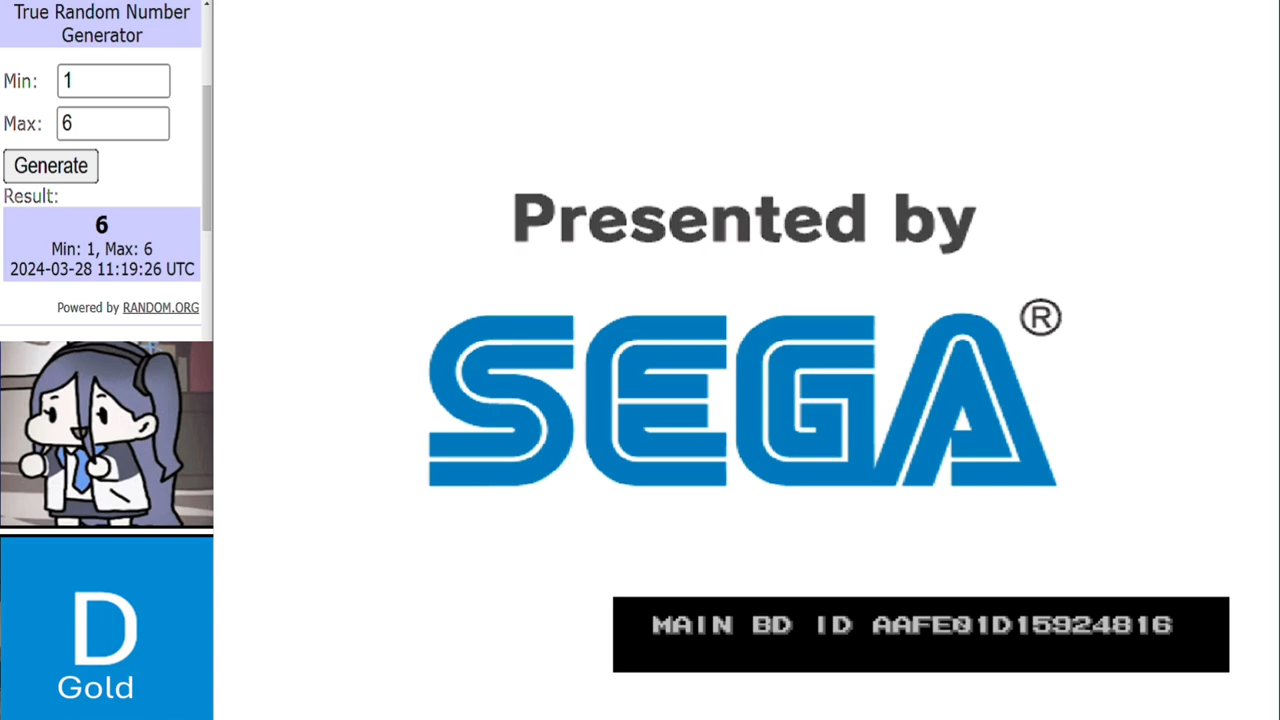 True Random Number
Generator
Min: 1
Max: 6
Generate
Result:
6
Min: 1, Max: 6
2024-03-28 11:19:26 UTC
Powered by RANDOM.ORG
D
Gold
Presented by
SEGA®
MAIN BD ID AAFE01D15924816